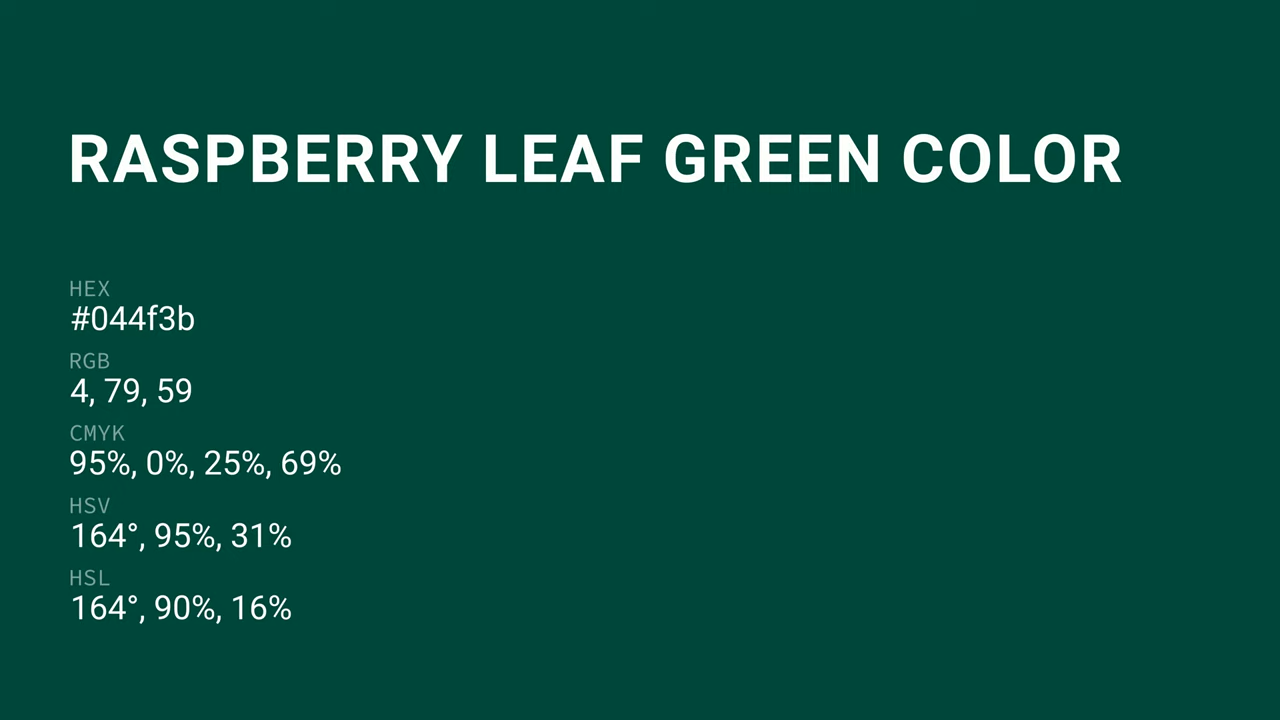 RASPBERRY LEAF GREEN COLOR
HEX
#044f3b
RGB
4, 79, 59
CMYK
95%, 0%, 25%, 69%
HSV
164°, 95%, 31%
HSL
164°, 90%, 16%